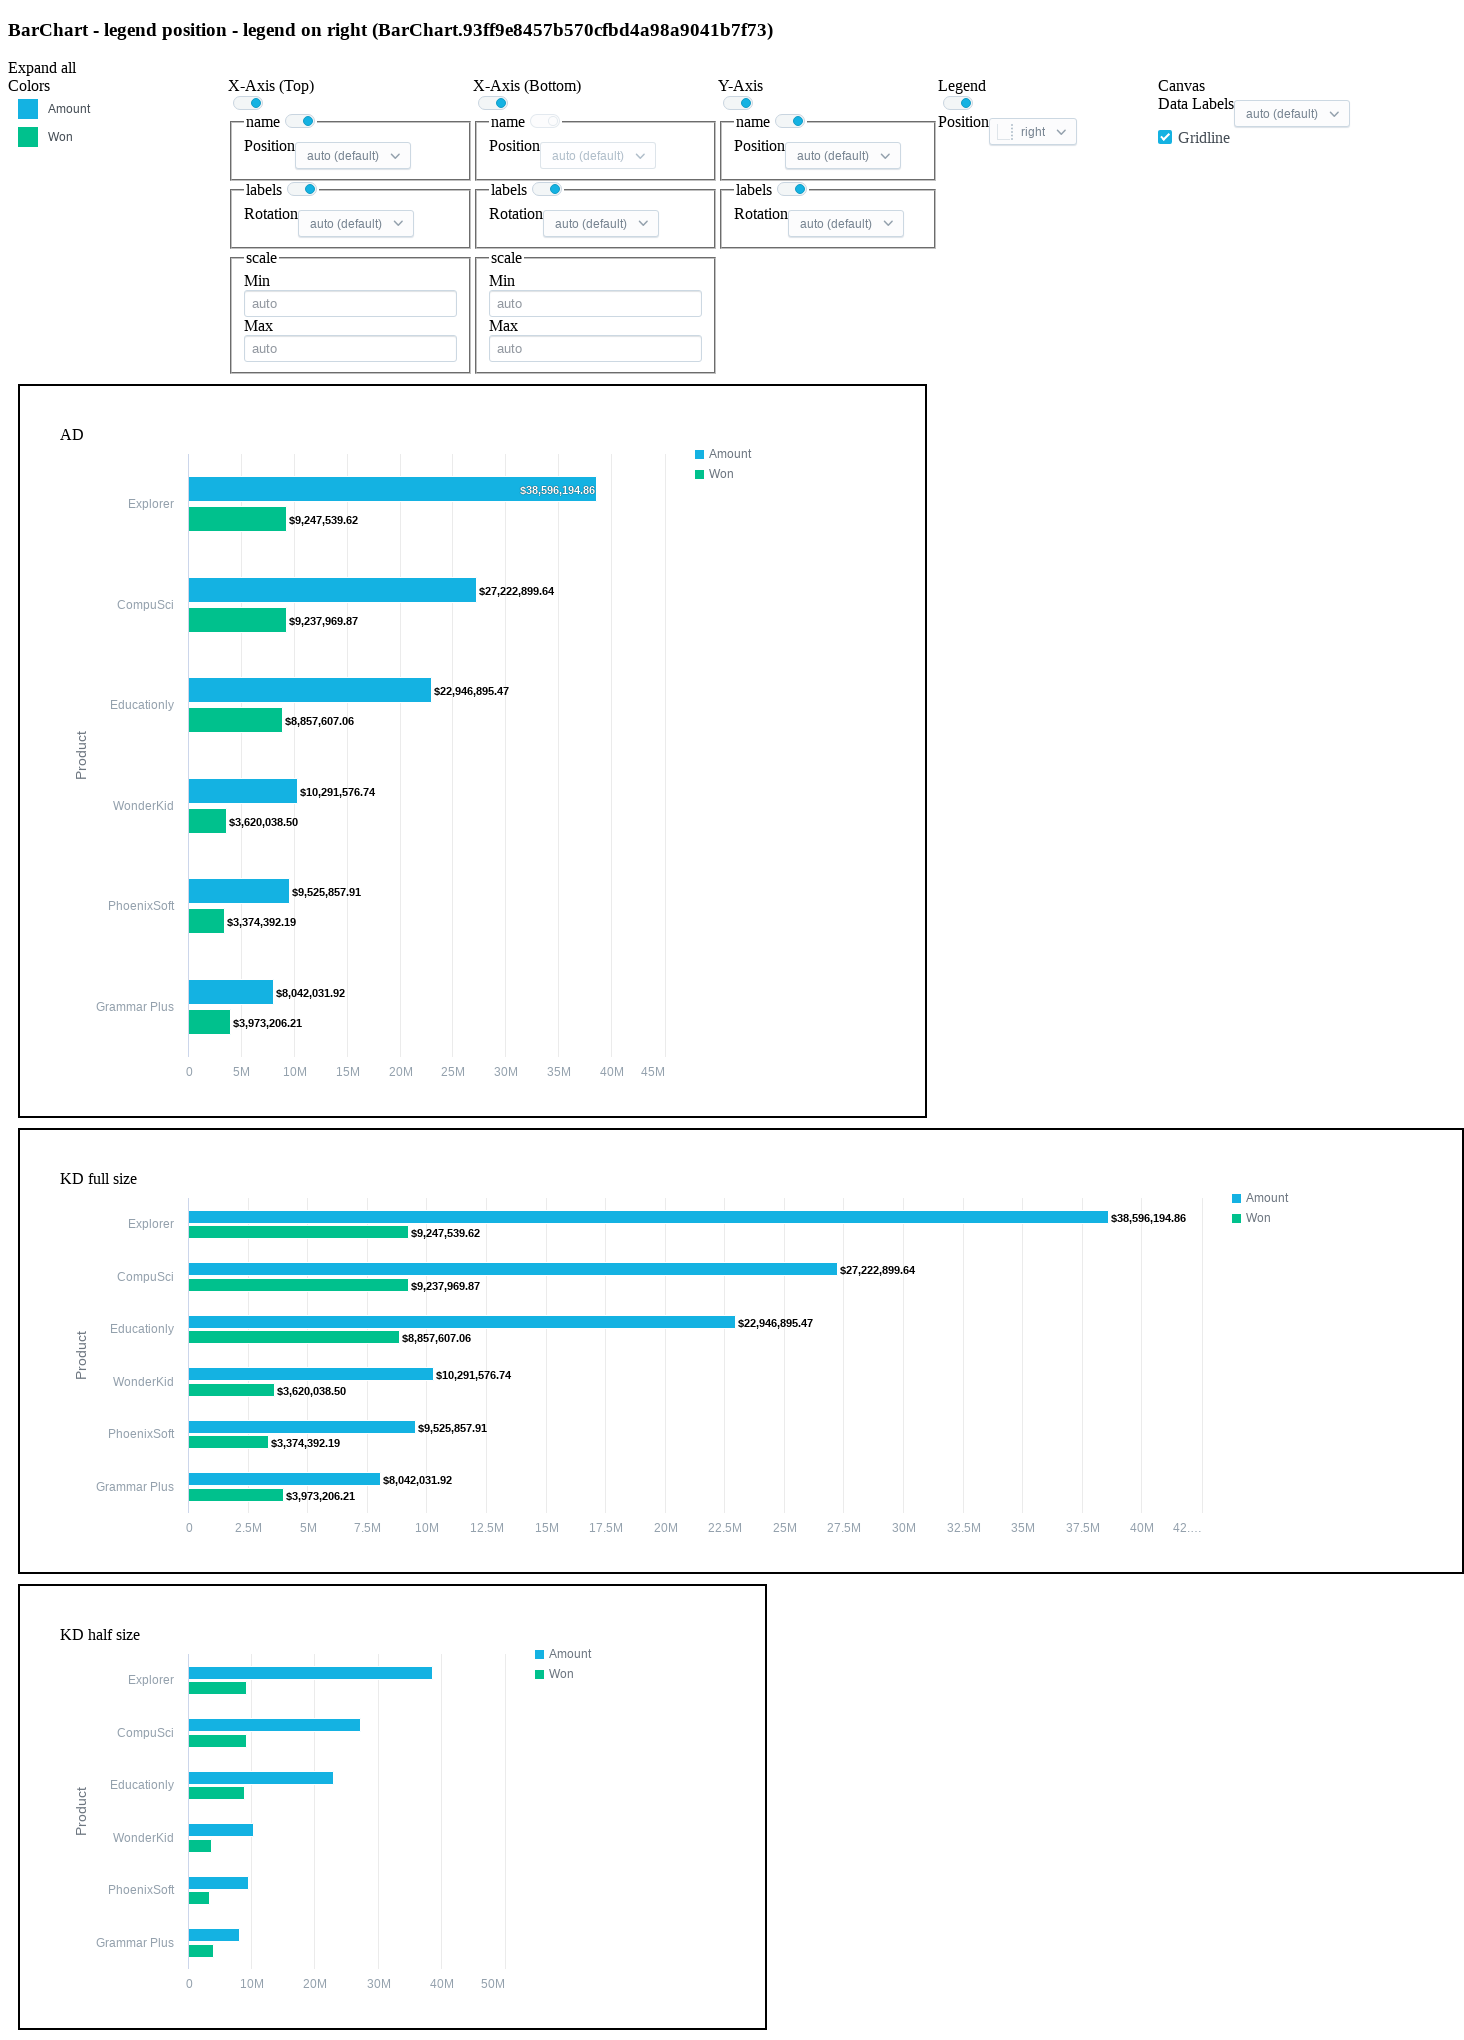 BarChart - legend position - legend on right (BarChart.93ff9e8457b570cfbd4a98a9041b7f73)
Expand all
Colors
Amount
Won
X-Axis (Top)
name
Position auto (default)
labels
Rotation auto (default)
scale
Min
auto
Max
auto
X-Axis (Bottom)
name
Position auto (default)
labels
Rotation auto (default)
scale
Min
auto
Max
auto
Y-Axis
name
Position auto (default)
labels
Rotation auto (default)
Legend
Position right
Canvas
Data Labels auto (default)
Gridline
AD
Amount
Won
Product
Explorer
$38,596,194.86
$9,247,539.62
CompuSci
$27,222,899.64
$9,237,969.87
Educationly
$22,946,895.47
$8,857,607.06
WonderKid
$10,291,576.74
$3,620,038.50
PhoenixSoft
$9,525,857.91
$3,374,392.19
Grammar Plus
$8,042,031.92
$3,973,206.21
0 5M 10M 15M 20M 25M 30M 35M 40M 45M
KD full size
Amount
Won
Product
Explorer
$38,596,194.86
$9,247,539.62
CompuSci
$27,222,899.64
$9,237,969.87
Educationly
$22,946,895.47
$8,857,607.06
WonderKid
$10,291,576.74
$3,620,038.50
PhoenixSoft
$9,525,857.91
$3,374,392.19
Grammar Plus
$8,042,031.92
$3,973,206.21
0 2.5M 5M 7.5M 10M 12.5M 15M 17.5M 20M 22.5M 25M 27.5M 30M 32.5M 35M 37.5M 40M 42....
KD half size
Amount
Won
Product
Explorer
CompuSci
Educationly
WonderKid
PhoenixSoft
Grammar Plus
0 10M 20M 30M 40M 50M